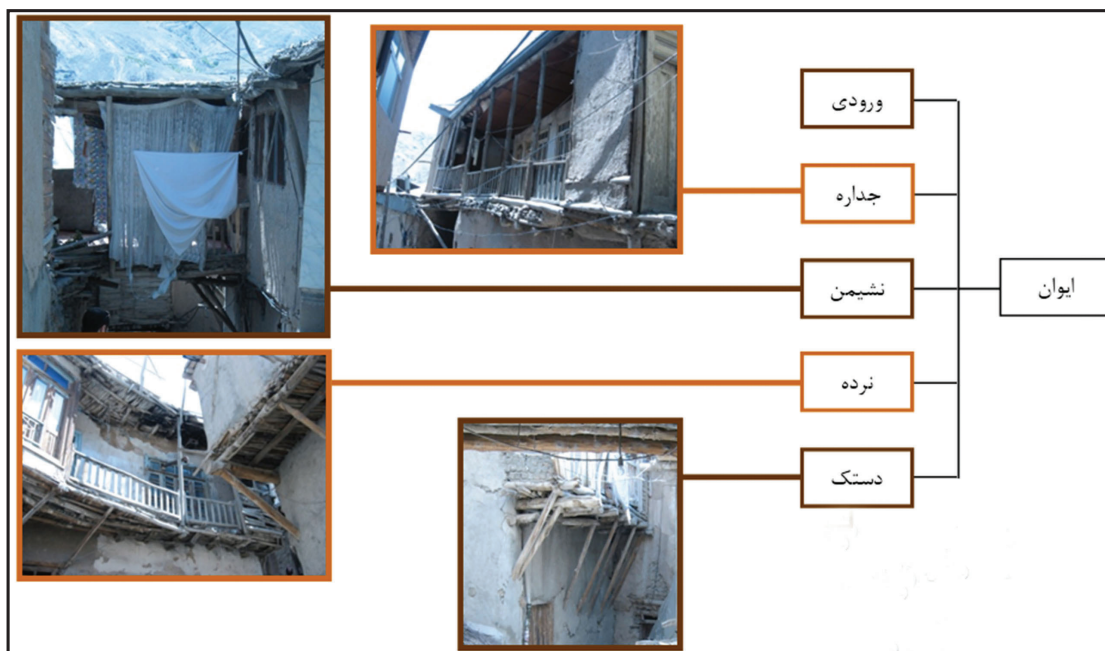 ورودی
جداره
نشیمن
ایوان
نرده
دستک